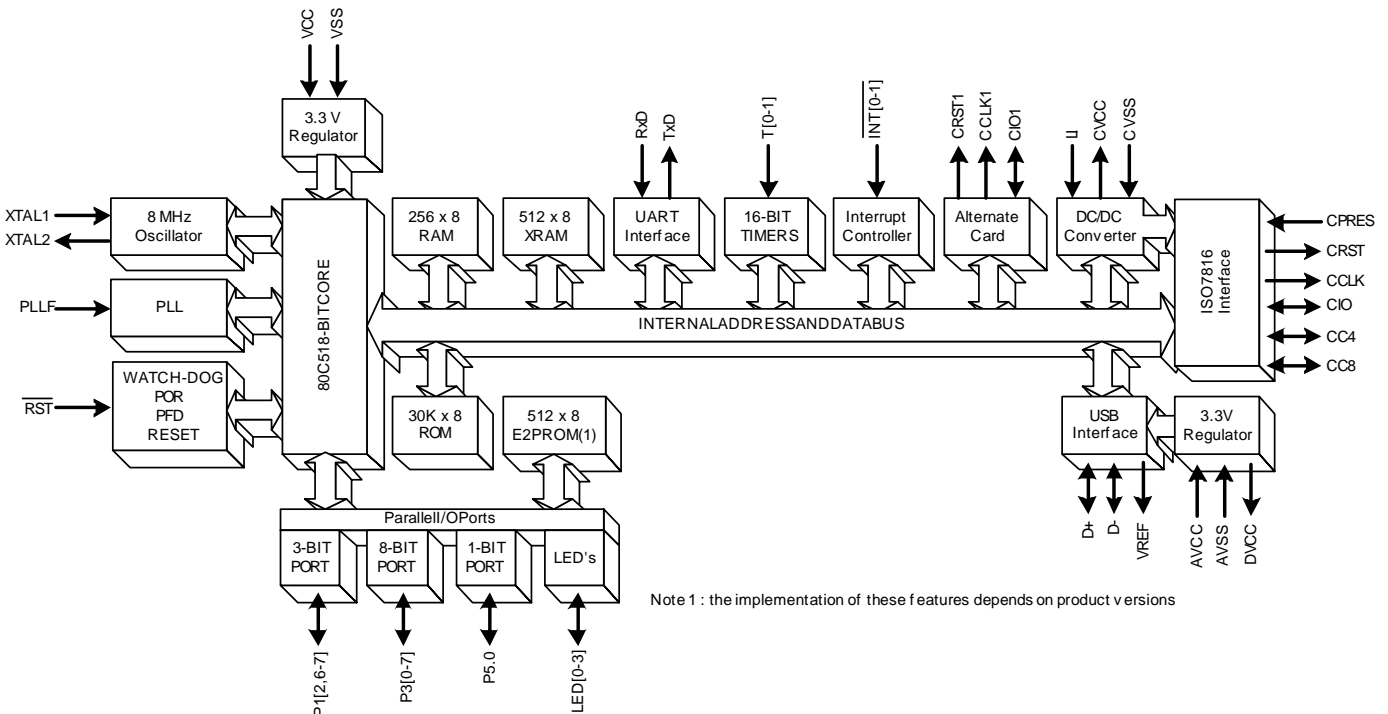 VCC
VSS
3.3 V
Regulator
XTAL1
XTAL2
8 MHz
Oscillator
PLLF
PLL
RST
WATCH-DOG
POR
PFD
RESET
80C518-BITCORE
256 x 8
RAM
512 x 8
XRAM
RxD
TxD
UART
Interface
T[0-1]
16-BIT
TIMERS
INT[0-1]
Interrupt
Controller
CRST1
CCLK1
CIO1
Alternate
Card
LI
CVCC
CVSS
DC/DC
Converter
ISO7816
Interface
CPRES
CRST
CCLK
CIO
CC4
CC8
INTERNALADDRESSANDDATABUS
30K x 8
ROM
512 x 8
E2PROM(1)
USB
Interface
3.3V
Regulator
D+
D-
VREF
AVCC
AVSS
DVCC
ParallelI/OPorts
3-BIT
PORT
8-BIT
PORT
1-BIT
PORT
LED's
P1[2,6-7]
P3[0-7]
P5.0
LED[0-3]
Note 1 : the implementation of these features depends on product versions